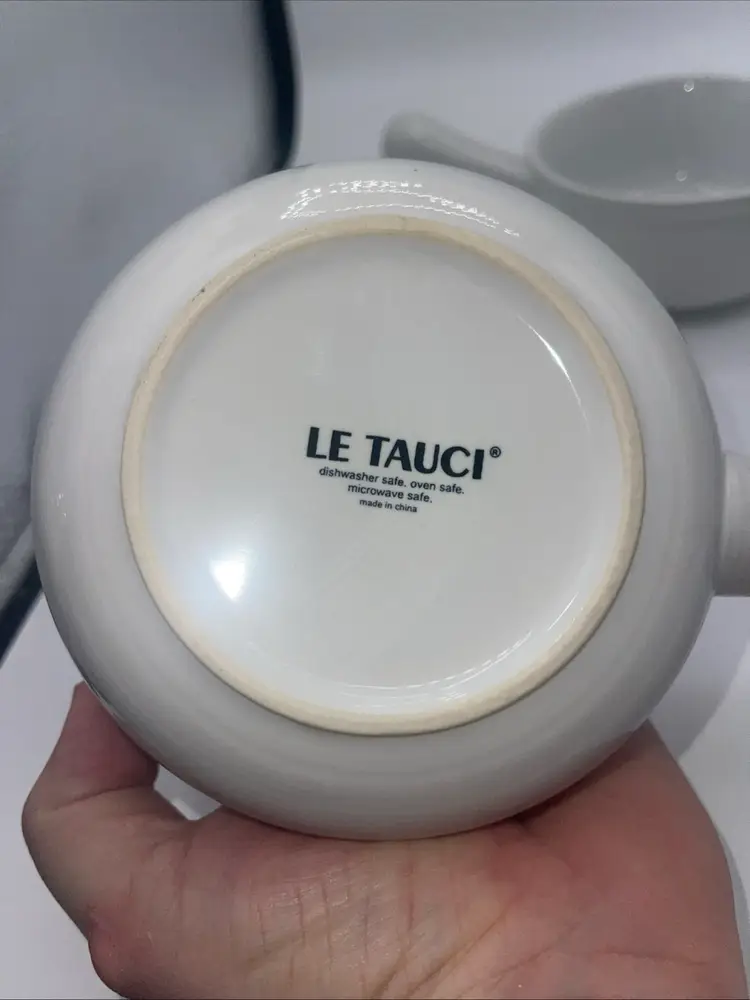 LE TAUCI®
dishwasher safe. oven safe.
microwave safe.
made in china